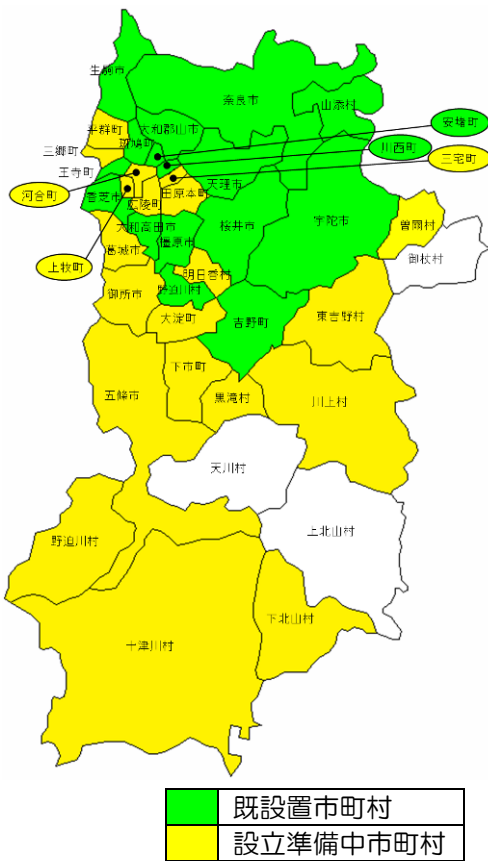 生駒市
奈良市
山添村
平群町
大和郡山市
斑鳩町
安堵町
三郷町
川西町
王寺町
三宅町
河合町
香芝市
広陵町
田原本町
天理市
大和高田市
橿原市
桜井市
宇陀市
曽爾村
御杖村
上牧町
葛城市
明日香村
御所市
野迫川村
大淀町
吉野町
東吉野村
下市町
五條市
黒滝村
川上村
天川村
上北山村
野迫川村
下北山村
十津川村
既設置市町村
設立準備中市町村